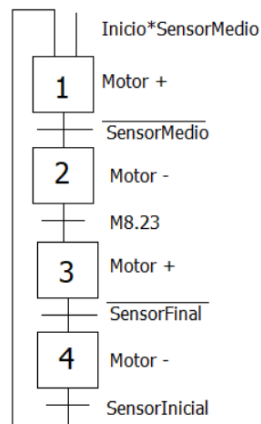 Inicio*SensorMedio
1 Motor +
SensorMedio
2 Motor -
M8.23
3 Motor +
SensorFinal
4 Motor -
SensorInicial